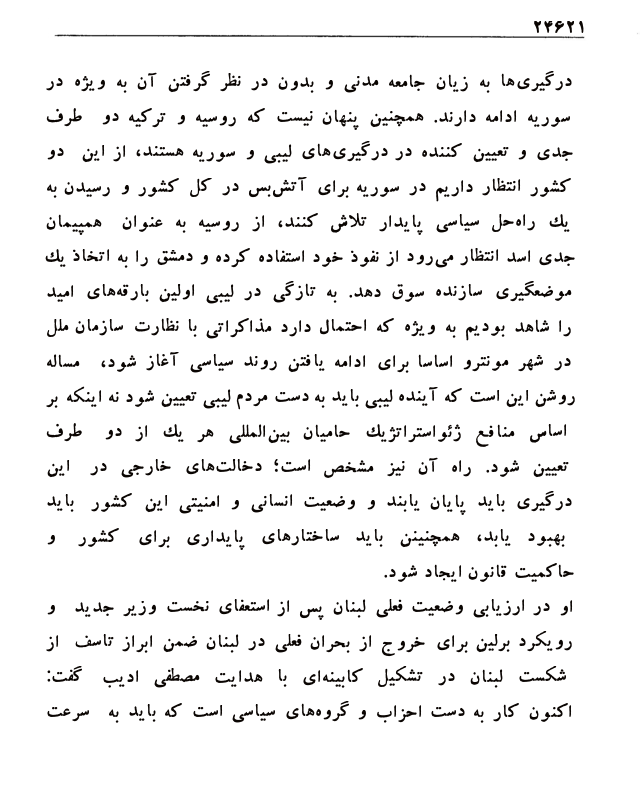 ۲۴۶۲۱
درگیری‌ها به زیان جامعه مدنی و بدون در نظر گرفتن آن به ویژه در
سوریه ادامه دارند. همچنین پنهان نیست که روسیه و ترکیه دو طرف
جدی و تعیین کننده در درگیری‌های لیبی و سوریه هستند، از این دو
کشور انتظار داریم در سوریه برای آتش‌بس در کل کشور و رسیدن به
یك راه‌حل سیاسی پایدار تلاش کنند، از روسیه به عنوان همپیمان
جدی اسد انتظار می‌رود از نفوذ خود استفاده کرده و دمشق را به اتخاذ یك
موضعگیری سازنده سوق دهد. به تازگی در لیبی اولین بارقه‌های امید
را شاهد بودیم به ویژه که احتمال دارد مذاکراتی با نظارت سازمان ملل
در شهر مونترو اساسا برای ادامه یافتن روند سیاسی آغاز شود، مساله
روشن این است که آینده لیبی باید به دست مردم لیبی تعیین شود نه اینکه بر
اساس منافع ژئواستراتژیك حامیان بین‌المللی هر یك از دو طرف
تعیین شود. راه آن نیز مشخص است؛ دخالت‌های خارجی در این
درگیری باید پایان یابند و وضعیت انسانی و امنیتی این کشور باید
بهبود یابد، همچنینن باید ساختارهای پایداری برای کشور و
حاکمیت قانون ایجاد شود.
او در ارزیابی وضعیت فعلی لبنان پس از استعفای نخست وزیر جدید و
رویکرد برلین برای خروج از بحران فعلی در لبنان ضمن ابراز تاسف از
شکست لبنان در تشکیل کابینه‌ای با هدایت مصطفی ادیب گفت:
اکنون کار به دست احزاب و گروه‌های سیاسی است که باید به سرعت